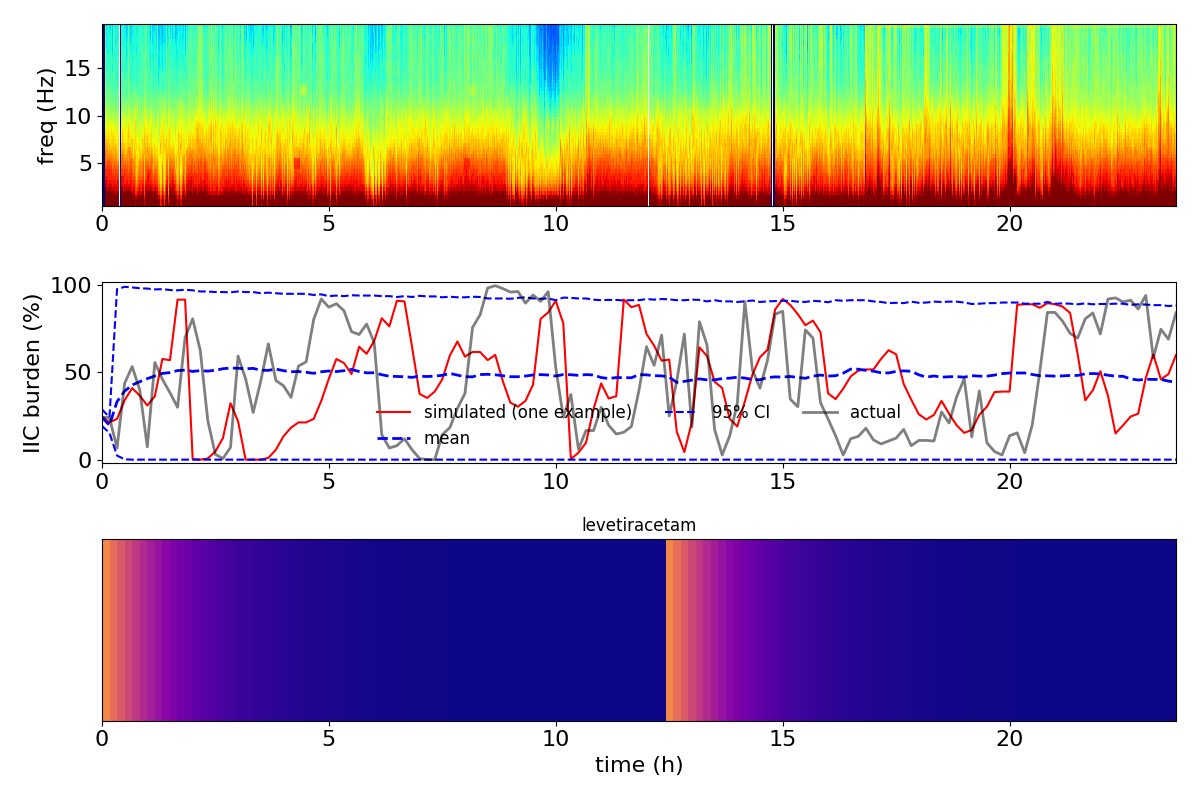 freq (Hz)
15
10
5
0 5 10 15 20
IIC burden (%)
100
50
0
simulated (one example) 95% CI actual
mean
0 5 10 15 20
levetiracetam
0 5 10 15 20
time (h)